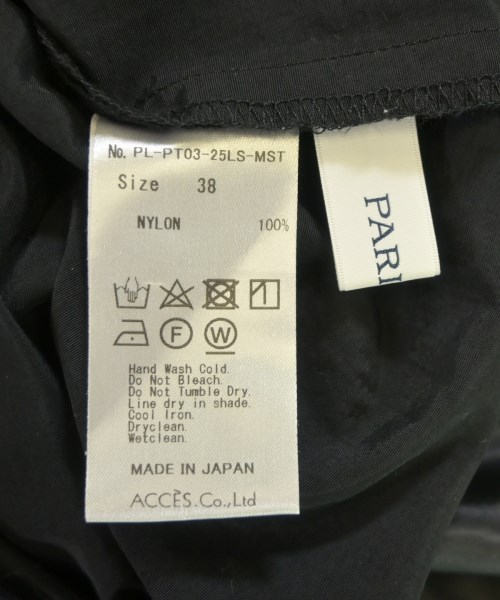 No. PL-PT03-25LS-MST
Size 38
NYLON 100%
F W
Hand Wash Cold.
Do Not Bleach.
Do Not Tumble Dry.
Line dry in shade.
Cool Iron.
Dryclean.
Wetclean.
MADE IN JAPAN
ACCÈS.Co.,Ltd
PARI